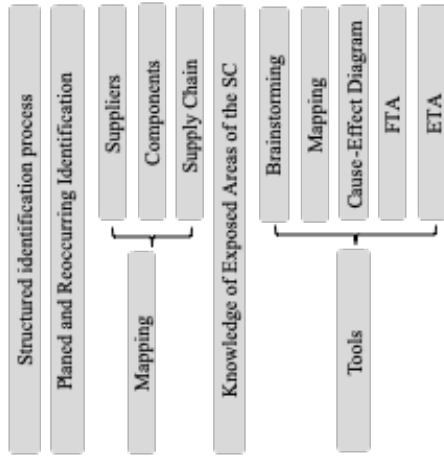 Structured identification process
Planed and Reoccurring Identification
Mapping
Suppliers
Components
Supply Chain
Knowledge of Exposed Areas of the SC
Tools
Brainstorming
Mapping
Cause-Effect Diagram
FTA
ETA